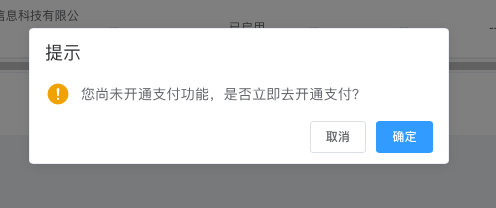 信息科技有限公
已启用
提示
您尚未开通支付功能，是否立即去开通支付？
取消
确定